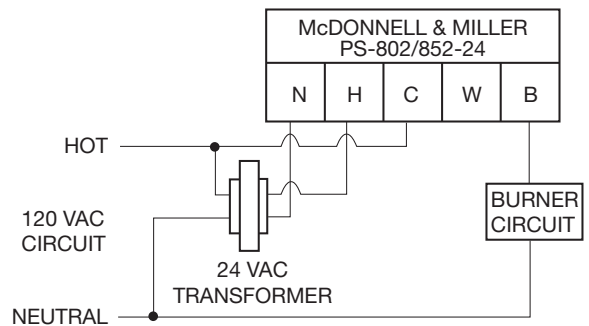 McDONNELL & MILLER
PS-802/852-24
N H C W B
HOT
120 VAC
CIRCUIT
BURNER
CIRCUIT
24 VAC
TRANSFORMER
NEUTRAL